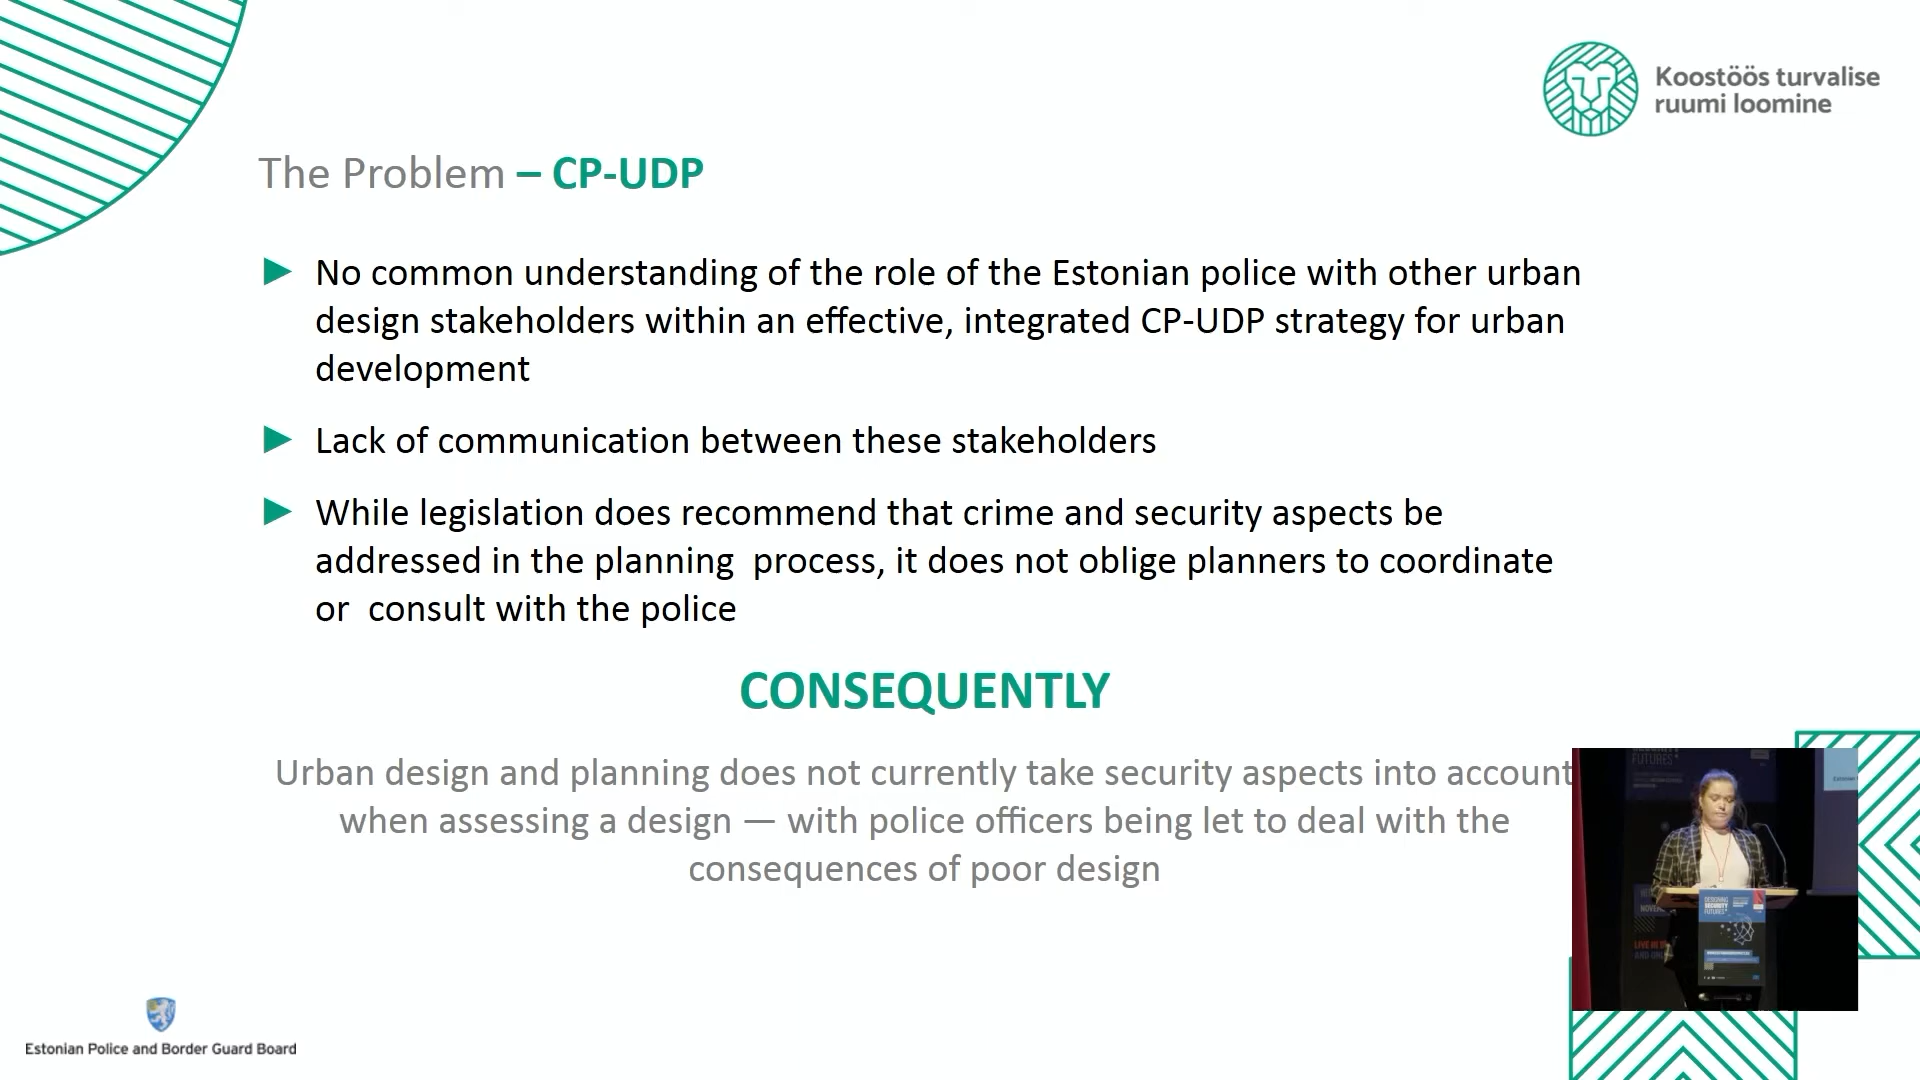 Koostöös turvalise
ruumi loomine
The Problem – CP-UDP
No common understanding of the role of the Estonian police with other urban
design stakeholders within an effective, integrated CP-UDP strategy for urban
development
Lack of communication between these stakeholders
While legislation does recommend that crime and security aspects be
addressed in the planning  process, it does not oblige planners to coordinate
or  consult with the police
CONSEQUENTLY
Urban design and planning does not currently take security aspects into account
when assessing a design — with police officers being let to deal with the
consequences of poor design
DESIGNING
SECURITY
FUTURES
Estonian Police and Border Guard Board